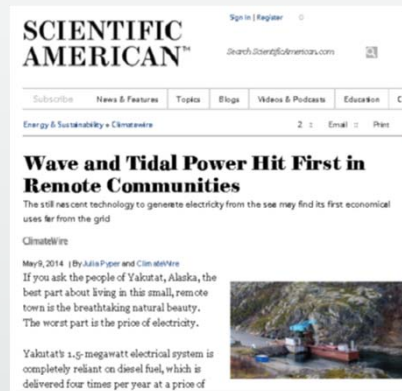 Sign In | Register
SCIENTIFIC
AMERICAN™
Search ScientificAmerican.com
Subscribe News & Features Topics Blogs Videos & Podcasts Education C
Energy & Sustainability » Climatewire
2 Email Print
Wave and Tidal Power Hit First in
Remote Communities
The still nascent technology to generate electricity from the sea may find its first economical
uses far from the grid
ClimateWire
May 9, 2014 | By Julia Pyper and ClimateWire
If you ask the people of Yakutat, Alaska, the
best part about living in this small, remote
town is the breathtaking natural beauty.
The worst part is the price of electricity.
Yakutat's 1.5-megawatt electrical system is
completely reliant on diesel fuel, which is
delivered four times per year at a price of